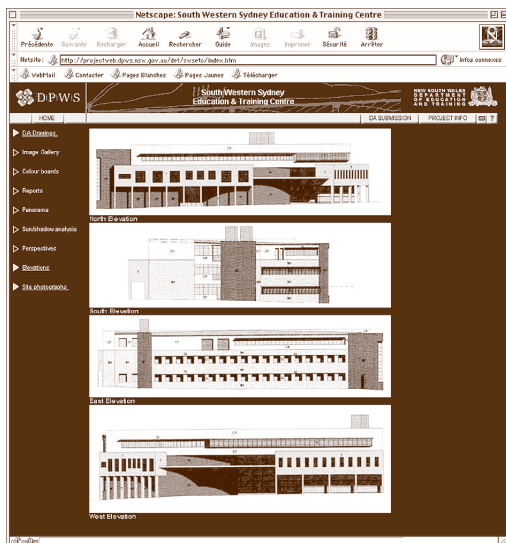 Netscape: South Western Sydney Education & Training Centre
Précédente Suivante Recharger Accueil Rechercher Guide Images Imprimer Sécurité Arrêter
Netsite: http://projectweb.dpws.nsw.gov.au/det/swsetc/index.htm Infos connexes
WebMail Contacter Pages Blanches Pages Jaunes Télécharger
DPWS South Western Sydney
Education & Training Centre
NEW SOUTH WALES
DEPARTMENT
OF EDUCATION
AND TRAINING
HOME DA SUBMISSION PROJECT INFO ?
DA Drawings
Image Gallery
Colour boards
Reports
Panorama
Sun/shadow analysis
Perspectives
Elevations
Site photographs
North Elevation
South Elevation
East Elevation
West Elevation